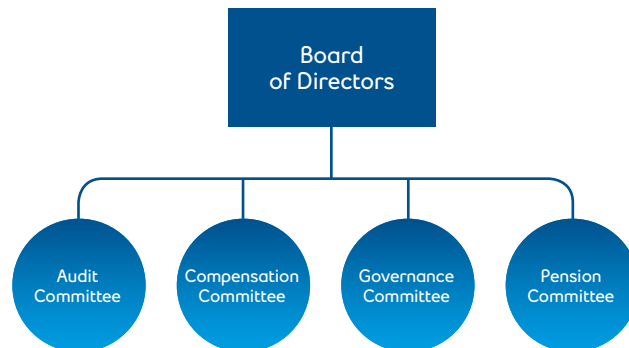 Board
of Directors
Audit
Committee
Compensation
Committee
Governance
Committee
Pension
Committee